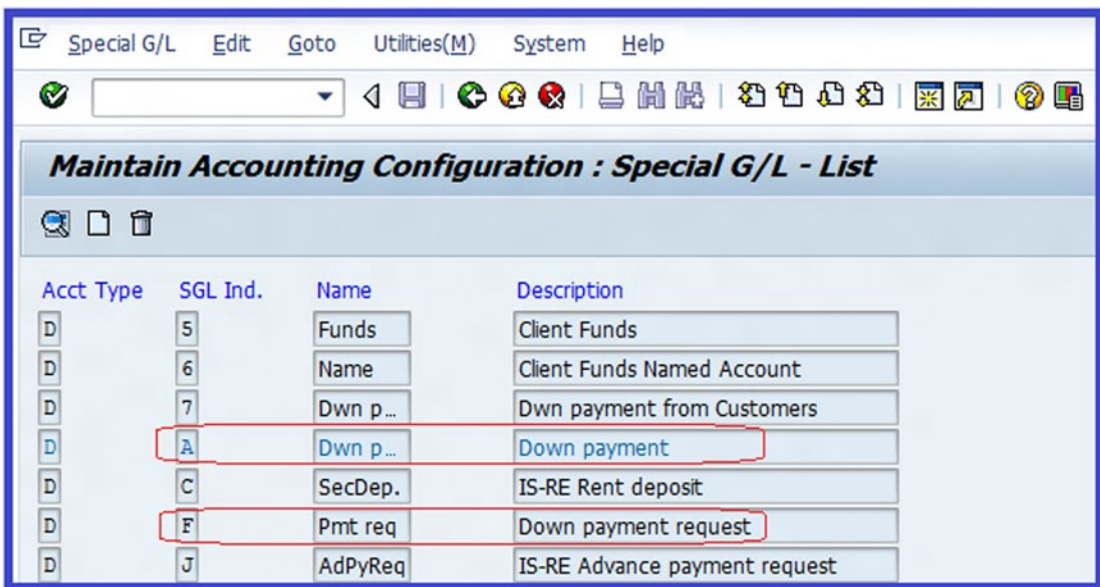 Special G/L Edit Goto Utilities(M) System Help
Maintain Accounting Configuration : Special G/L - List
Acct Type SGL Ind. Name Description
D 5 Funds Client Funds
D 6 Name Client Funds Named Account
D 7 Dwn p... Dwn payment from Customers
D A Dwn p... Down payment
D C SecDep. IS-RE Rent deposit
D F Pmt req Down payment request
D J AdPyReq IS-RE Advance payment request